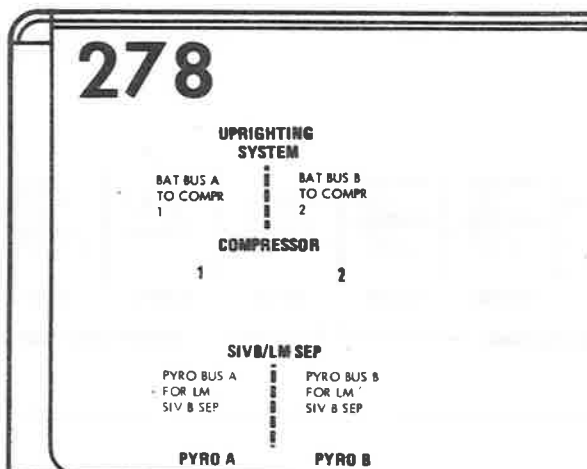 278
UPRIGHTING
SYSTEM
BAT BUS A
TO COMPR
1
BAT BUS B
TO COMPR
2
COMPRESSOR
1 2
SIVB/LM SEP
PYRO BUS A
FOR LM
SIV B SEP
PYRO BUS B
FOR LM
SIV B SEP
PYRO A PYRO B